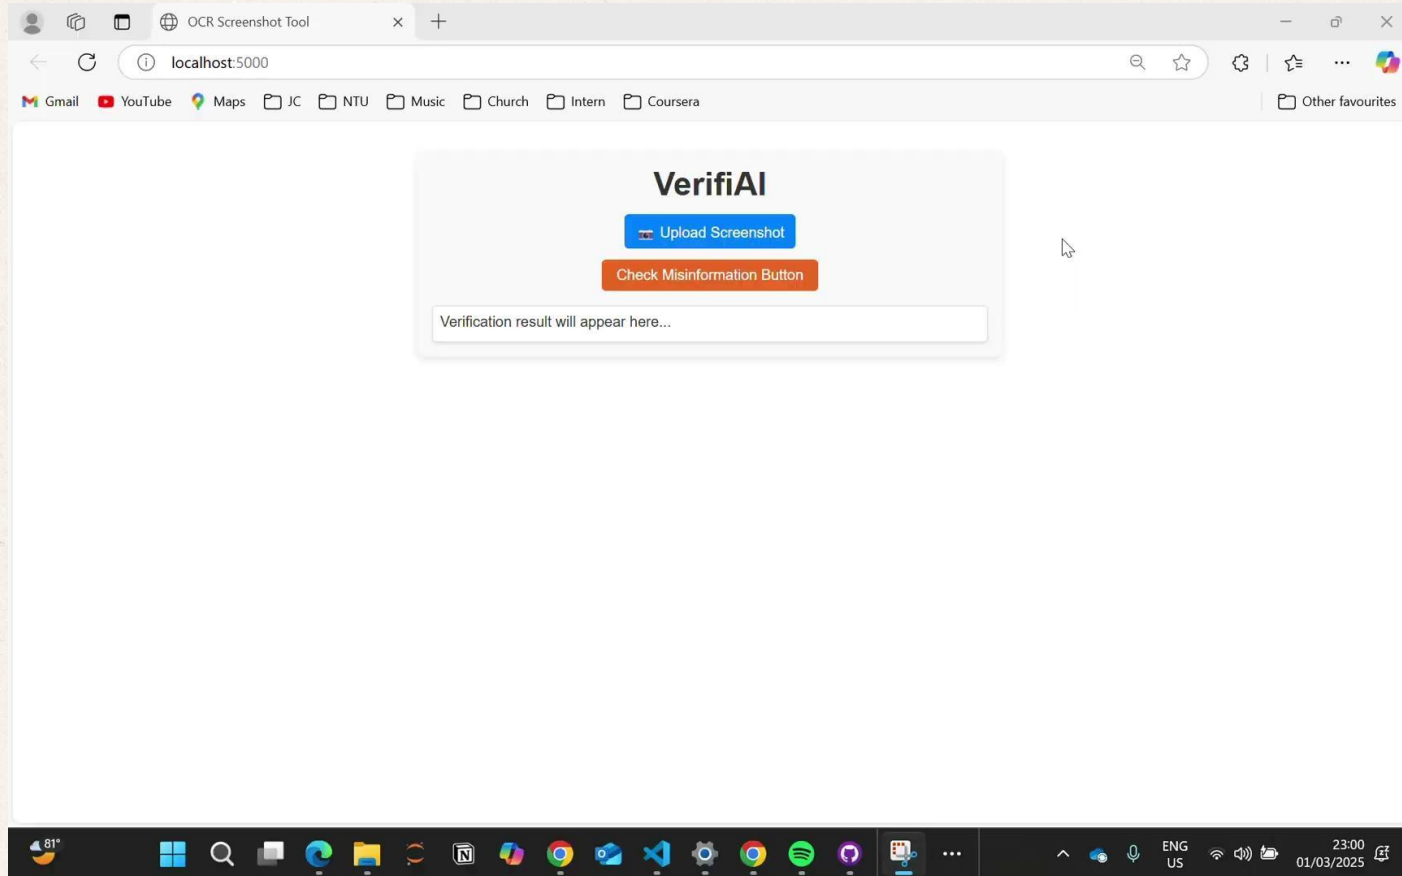 OCR Screenshot Tool
localhost:5000
Gmail YouTube Maps JC NTU Music Church Intern Coursera Other favourites
VerifiAI
Upload Screenshot
Check Misinformation Button
Verification result will appear here...
81°
ENG
US
23:00
01/03/2025